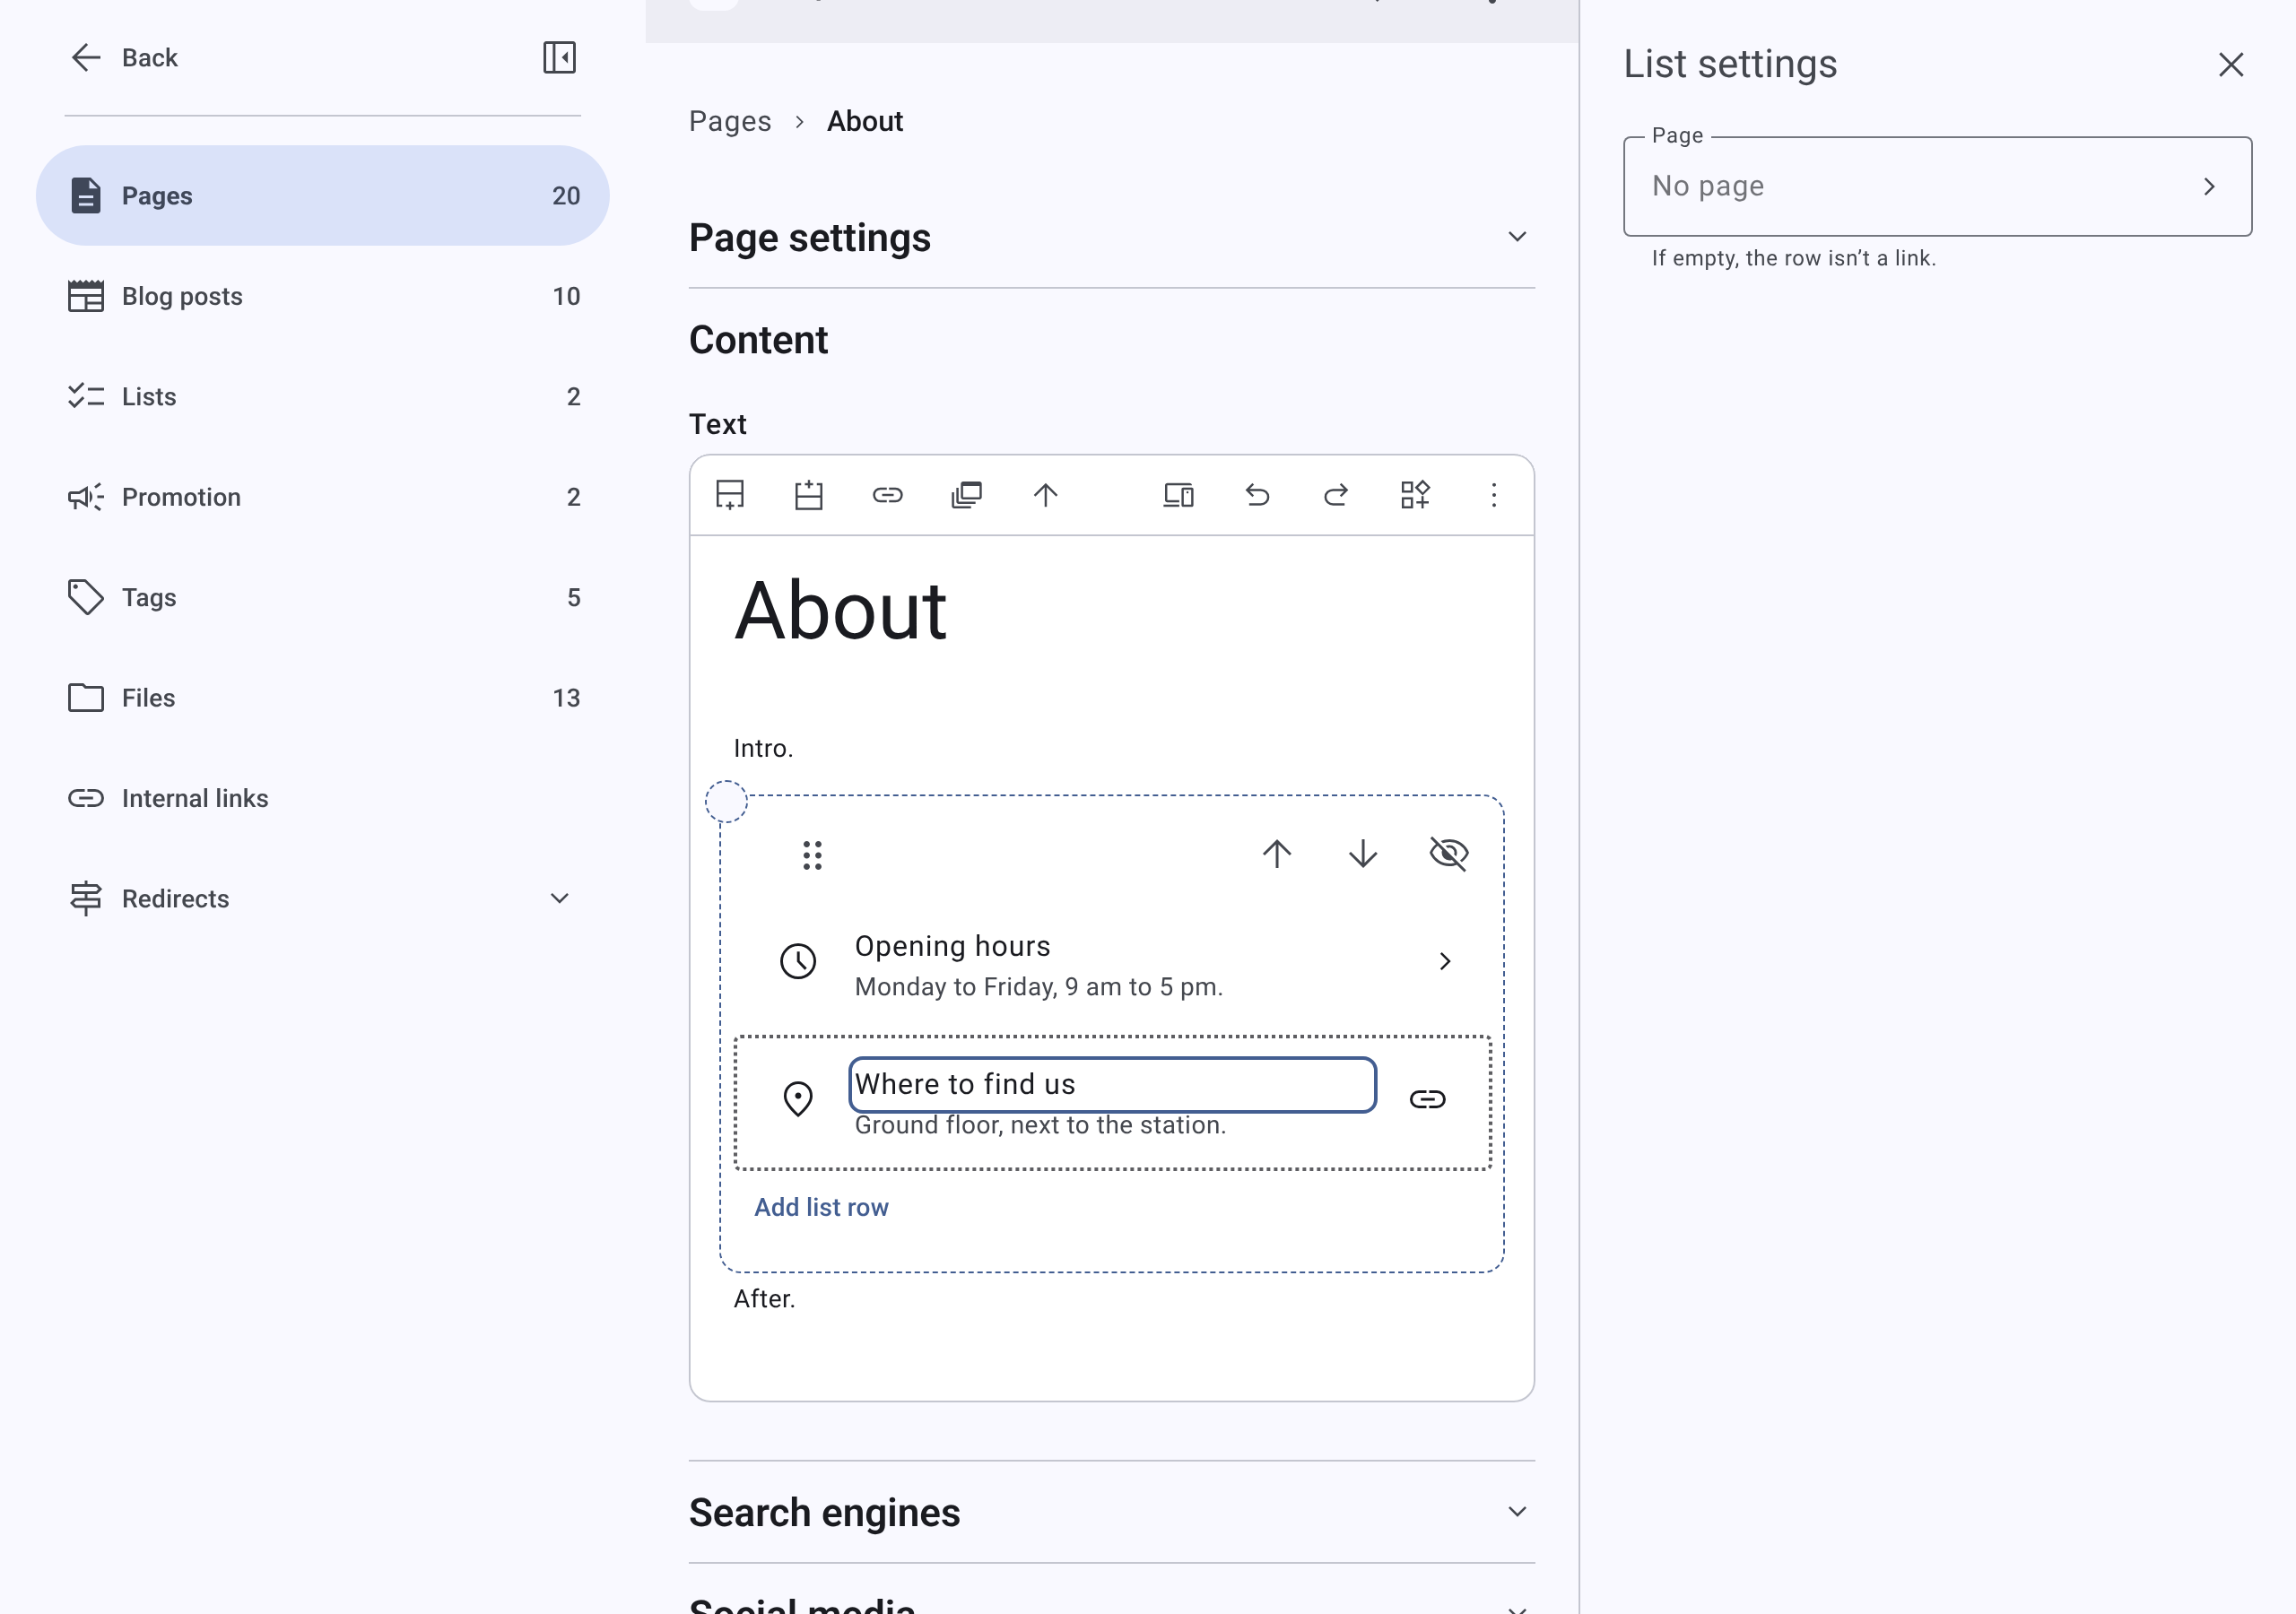 Back
Pages 20
Blog posts 10
Lists 2
Promotion 2
Tags 5
Files 13
Internal links
Redirects
Pages › About
Page settings
Content
Text
About
Intro.
Opening hours
Monday to Friday, 9 am to 5 pm.
Where to find us
Ground floor, next to the station.
Add list row
After.
Search engines
Social media
List settings
Page
No page
If empty, the row isn’t a link.